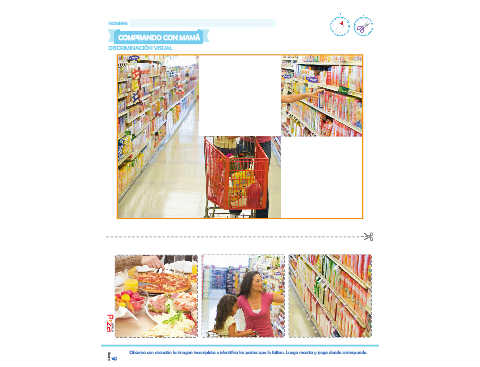 NOMBRE
COMPRANDO CON MAMÁ
DISCRIMINACIÓN VISUAL
Observa con atención la imagen incompleta e identifica las partes que le faltan. Luego recorta y pega donde corresponde.